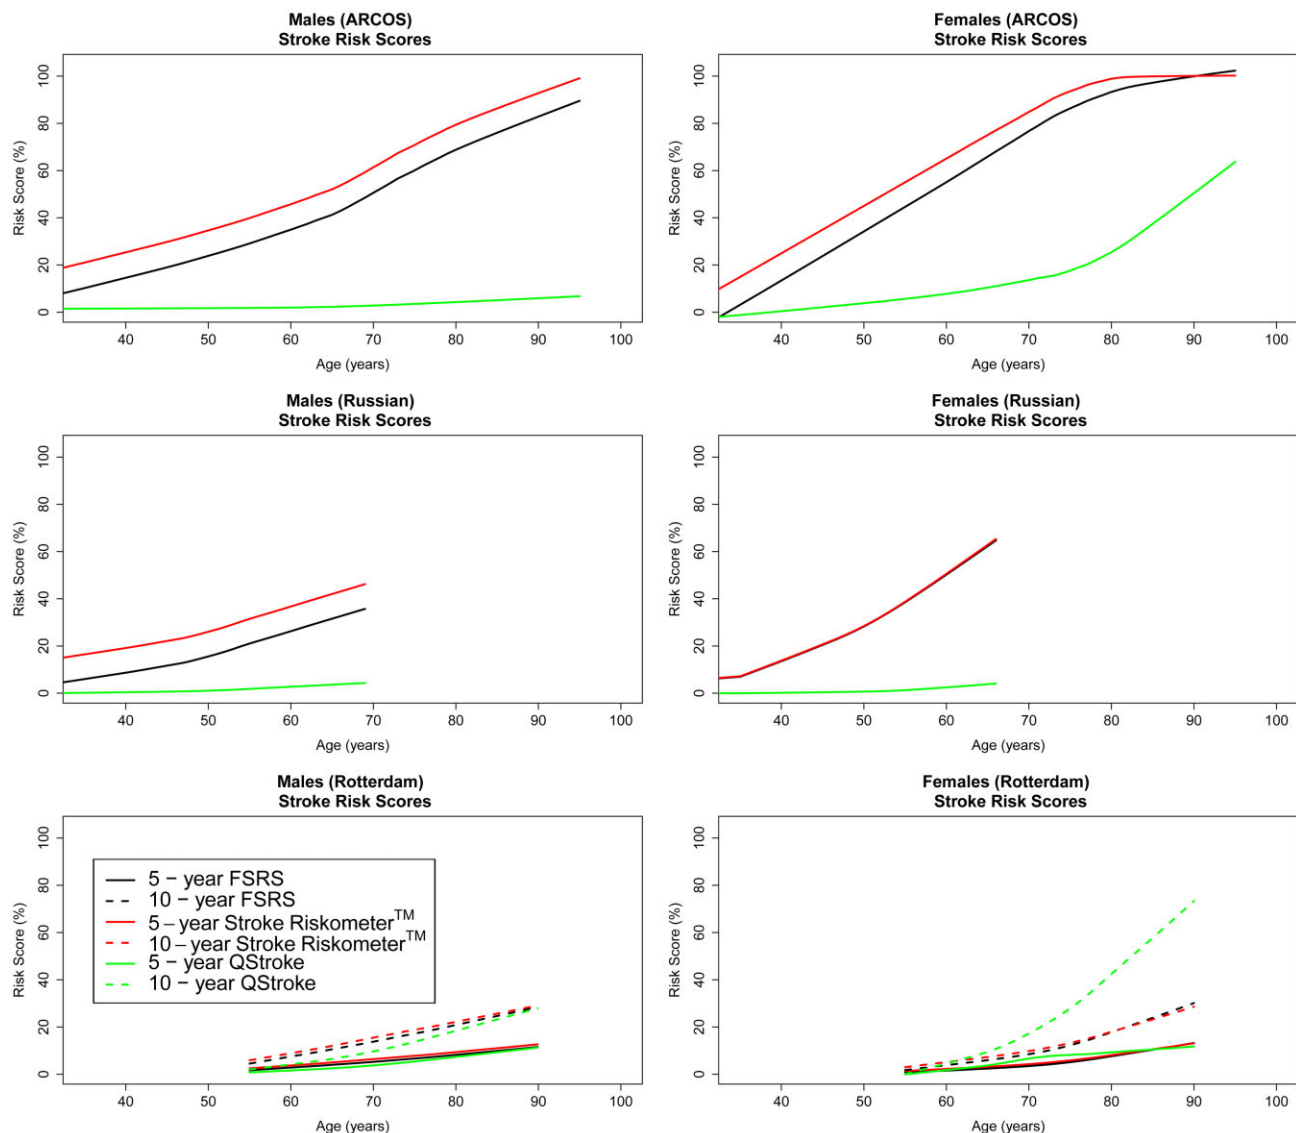 Males (ARCOS)
Stroke Risk Scores
Risk Score (%)
100
80
60
40
20
0
40 50 60 70 80 90 100
Age (years)
Females (ARCOS)
Stroke Risk Scores
Risk Score (%)
100
80
60
40
20
0
40 50 60 70 80 90 100
Age (years)
Males (Russian)
Stroke Risk Scores
Risk Score (%)
100
80
60
40
20
0
40 50 60 70 80 90 100
Age (years)
Females (Russian)
Stroke Risk Scores
Risk Score (%)
100
80
60
40
20
0
40 50 60 70 80 90 100
Age (years)
Males (Rotterdam)
Stroke Risk Scores
Risk Score (%)
100
80
60
40
20
0
5 − year FSRS
10 − year FSRS
5 – year Stroke Riskometer™
10 – year Stroke Riskometer™
5 − year QStroke
10 − year QStroke
40 50 60 70 80 90 100
Age (years)
Females (Rotterdam)
Stroke Risk Scores
Risk Score (%)
100
80
60
40
20
0
40 50 60 70 80 90 100
Age (years)